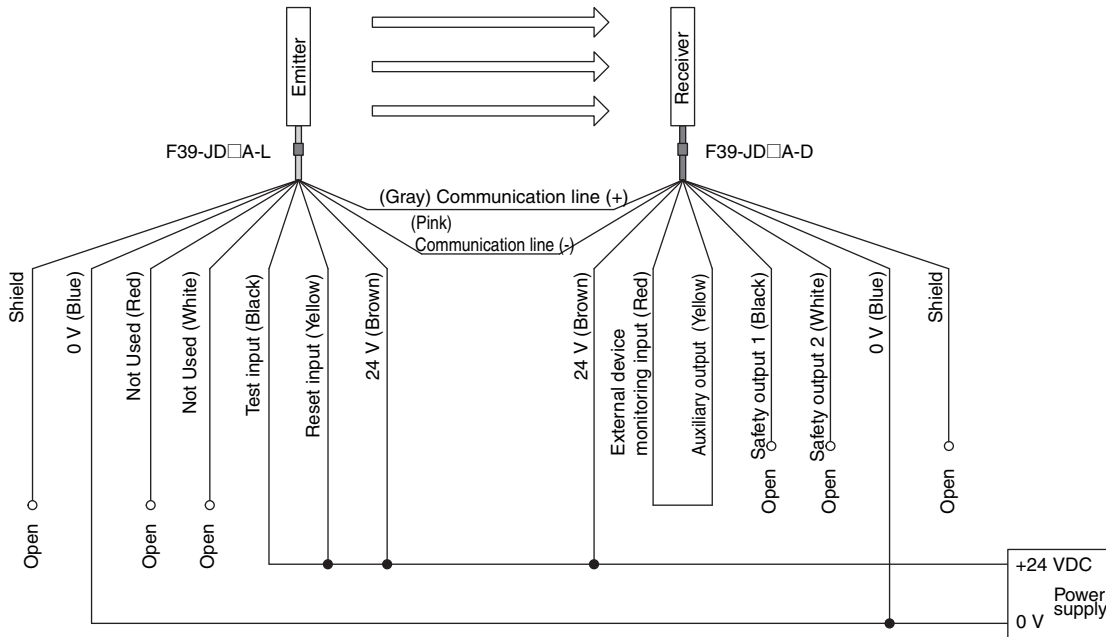 Emitter
Receiver
F39-JD□A-L
F39-JD□A-D
(Gray) Communication line (+)
(Pink)
Communication line (-)
Shield
0 V (Blue)
Not Used (Red)
Not Used (White)
Test input (Black)
Reset input (Yellow)
24 V (Brown)
24 V (Brown)
External device
monitoring input (Red)
Auxiliary output (Yellow)
Safety output 1 (Black)
Safety output 2 (White)
0 V (Blue)
Shield
Open
Open
Open
Open
Open
Open
+24 VDC
Power
supply
0 V